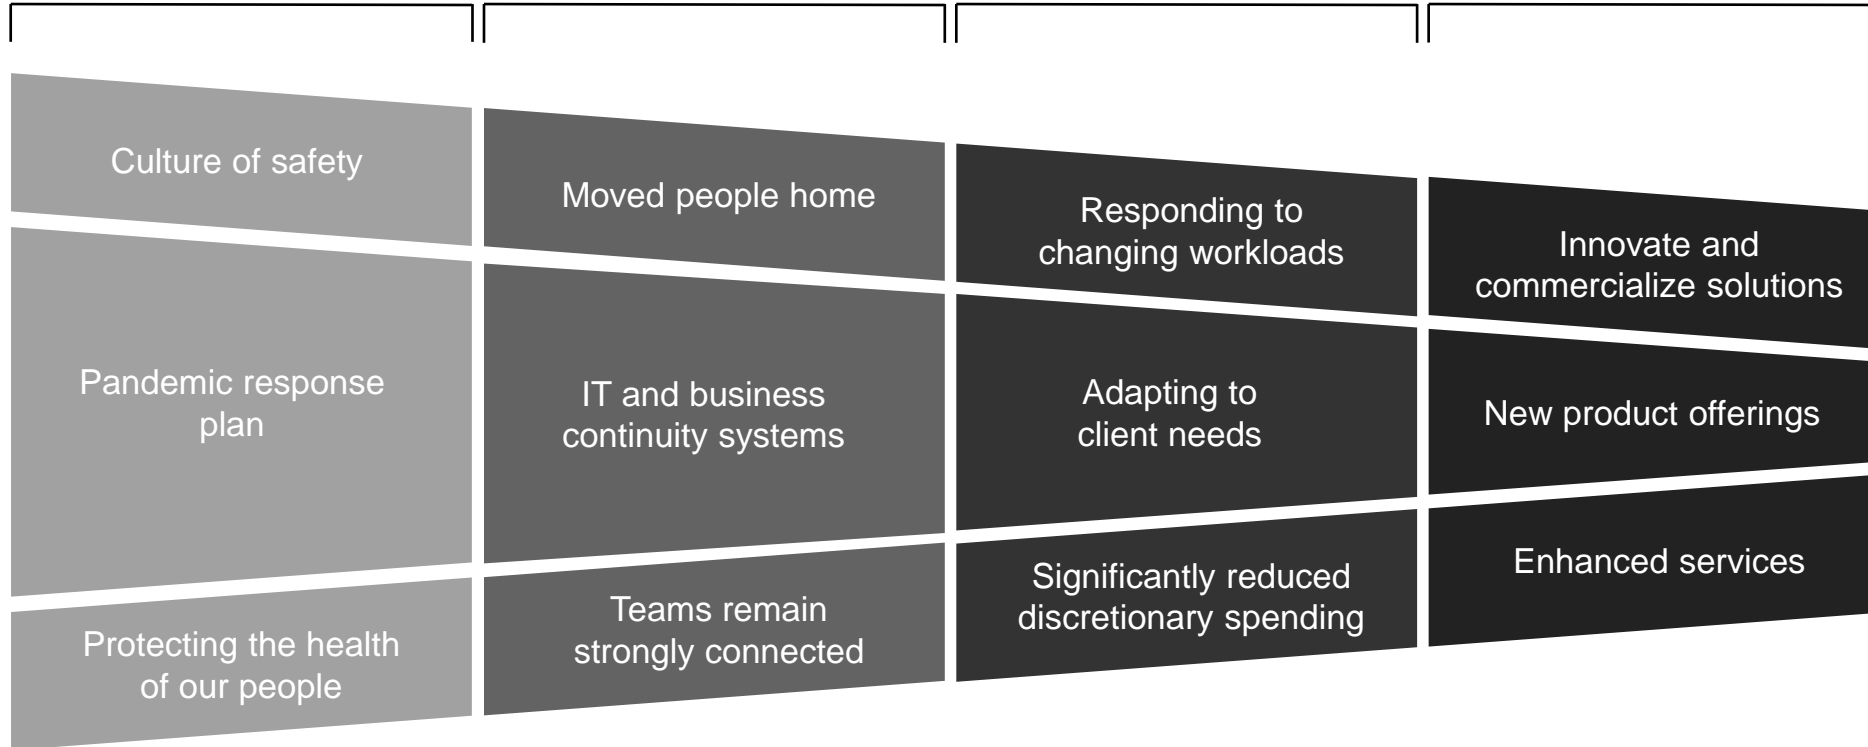 Culture of safety
Pandemic response
plan
Protecting the health
of our people
Moved people home
IT and business
continuity systems
Teams remain
strongly connected
Responding to
changing workloads
Adapting to
client needs
Significantly reduced
discretionary spending
Innovate and
commercialize solutions
New product offerings
Enhanced services